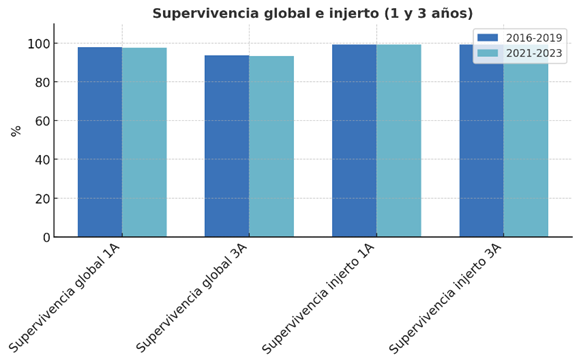 Supervivencia global e injerto (1 y 3 años)
2016-2019
2021-2023
%
100
80
60
40
20
0
Supervivencia global 1A
Supervivencia global 3A
Supervivencia injerto 1A
Supervivencia injerto 3A